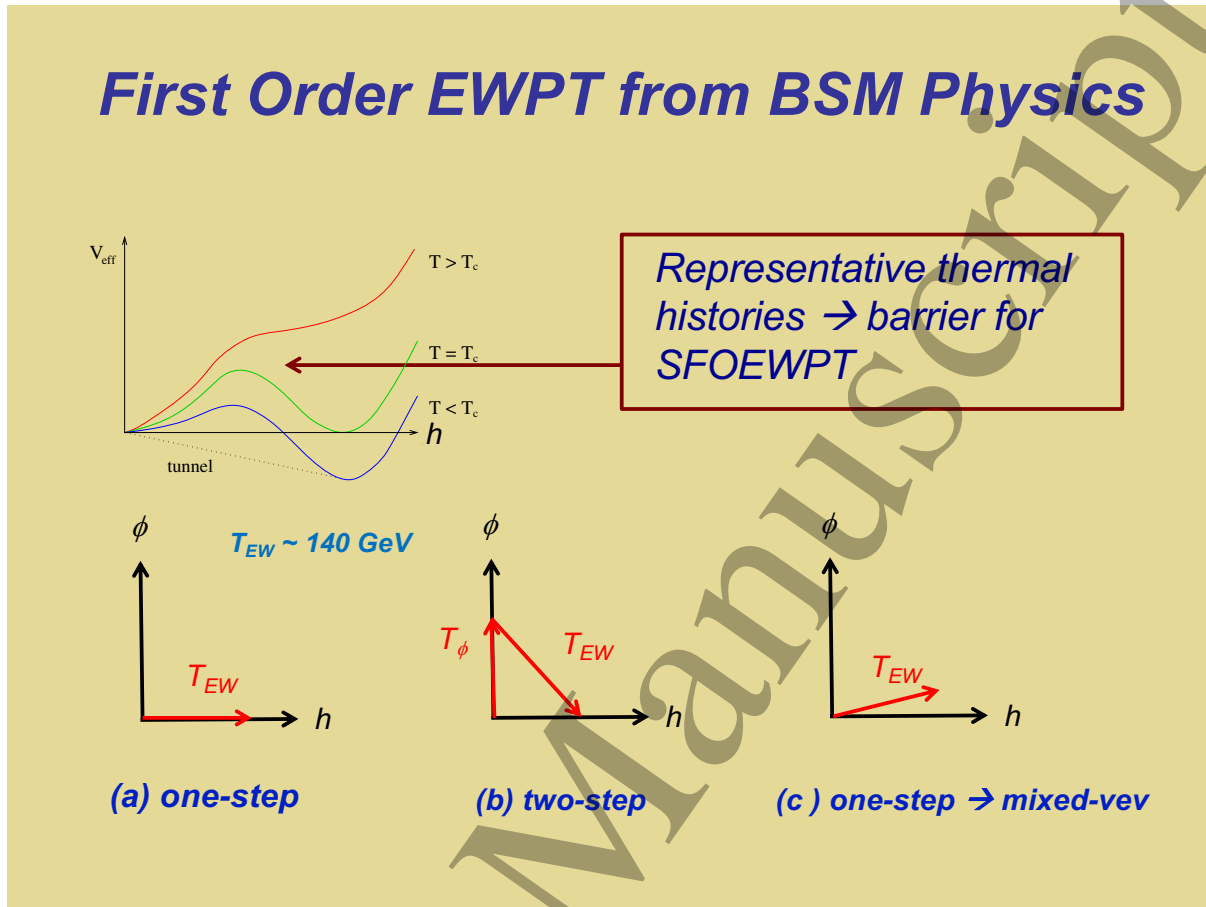 First Order EWPT from BSM Physics
V_eff
T > T_c
T = T_c
T < T_c
h
tunnel
Representative thermal
histories → barrier for
SFOEWPT
T_EW ~ 140 GeV
ϕ
T_EW
h
(a) one-step
ϕ
T_ϕ
T_EW
h
(b) two-step
ϕ
T_EW
h
(c ) one-step → mixed-vev
Manuscript